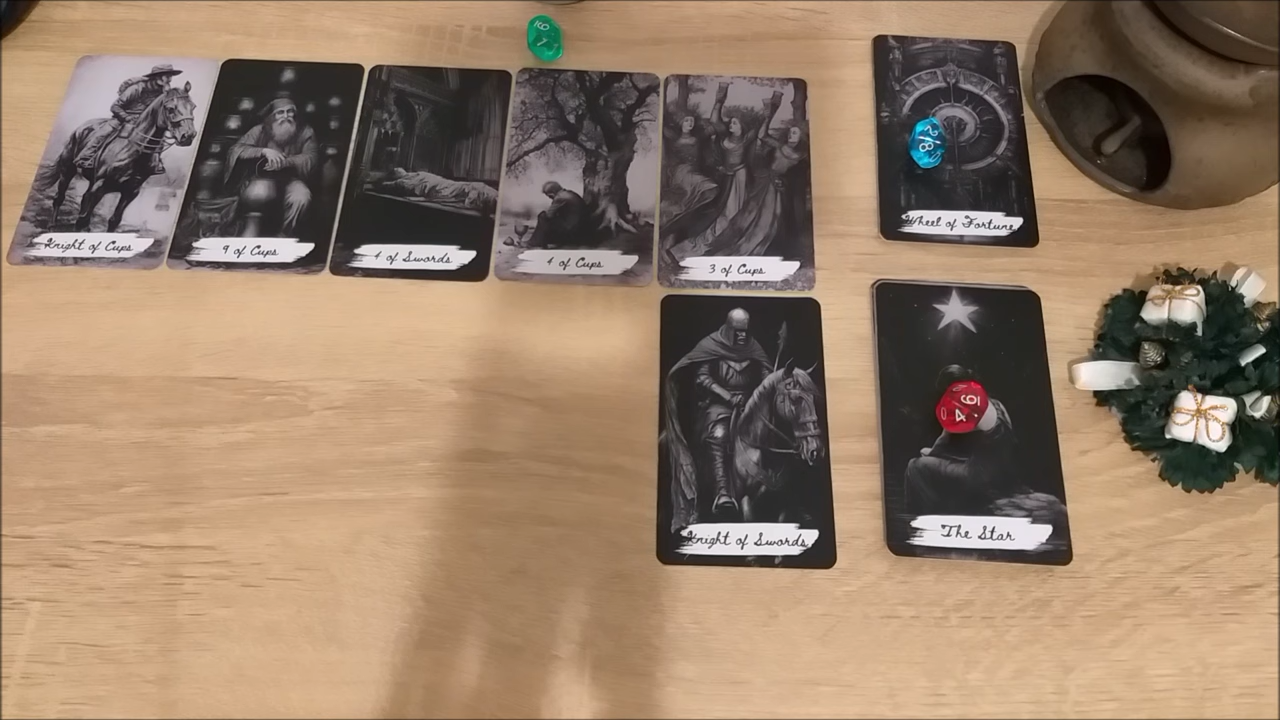 Knight of Cups
9 of Cups
4 of Swords
4 of Cups
3 of Cups
Wheel of Fortune
Knight of Swords
The Star